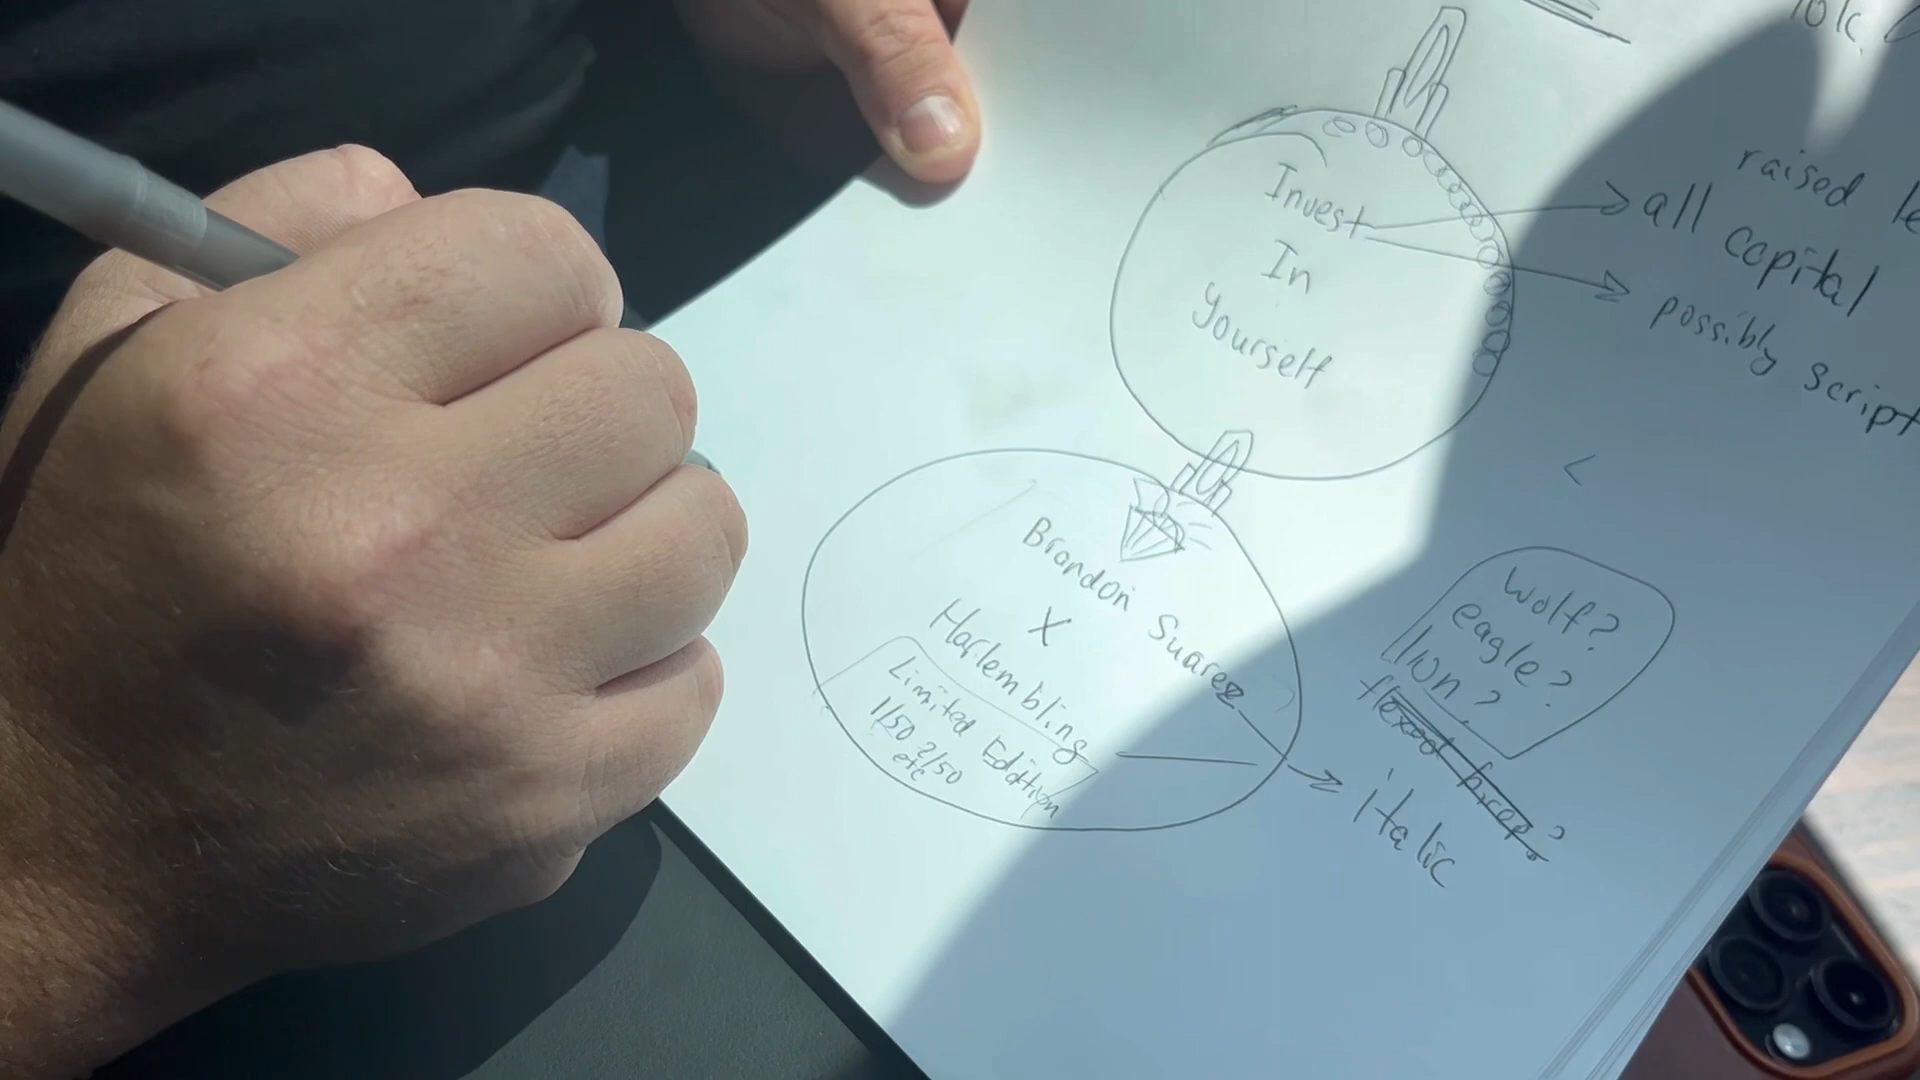 10k.
raised
Invest
In
yourself
all capital
possibly script
Brandon Suarez
X
Harlembling
Limited Edition
1/50 2/50
etc
italic
Wolf?
eagle?
lion?